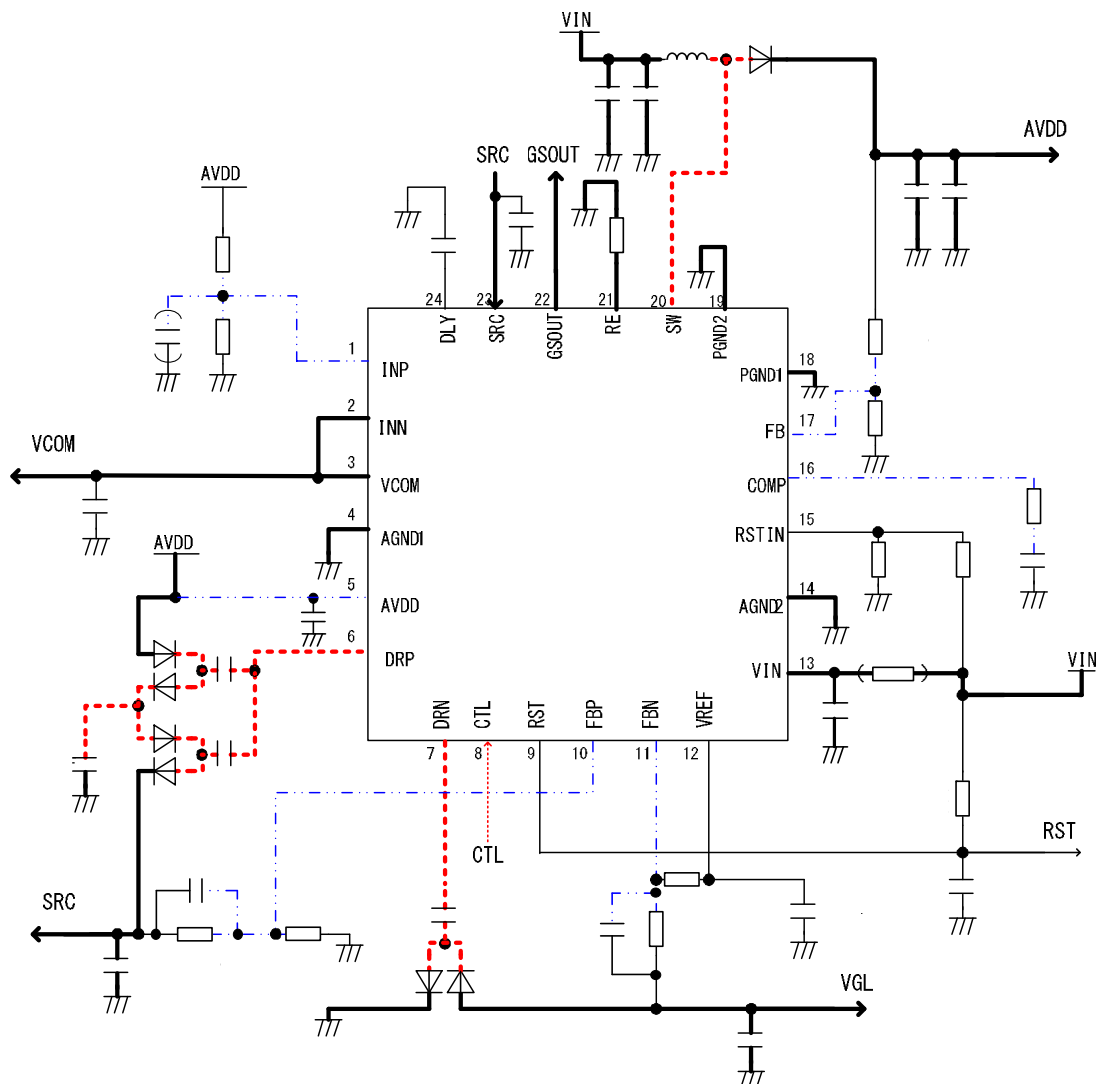 VIN
AVDD
SRC GSOUT
AVDD
24 23 22 21 20 19
DLY SRC GSOUT RE SW PGND2
1 INP
2 INN
VCOM
3 VCOM
4 AGND1
AVDD
5 AVDD
6 DRP
PGND1 18
FB 17
COMP 16
RSTIN 15
AGND2 14
VIN 13
VIN
DRN CTL RST FBP FBN VREF
7 8 9 10 11 12
CTL
RST
SRC
VGL